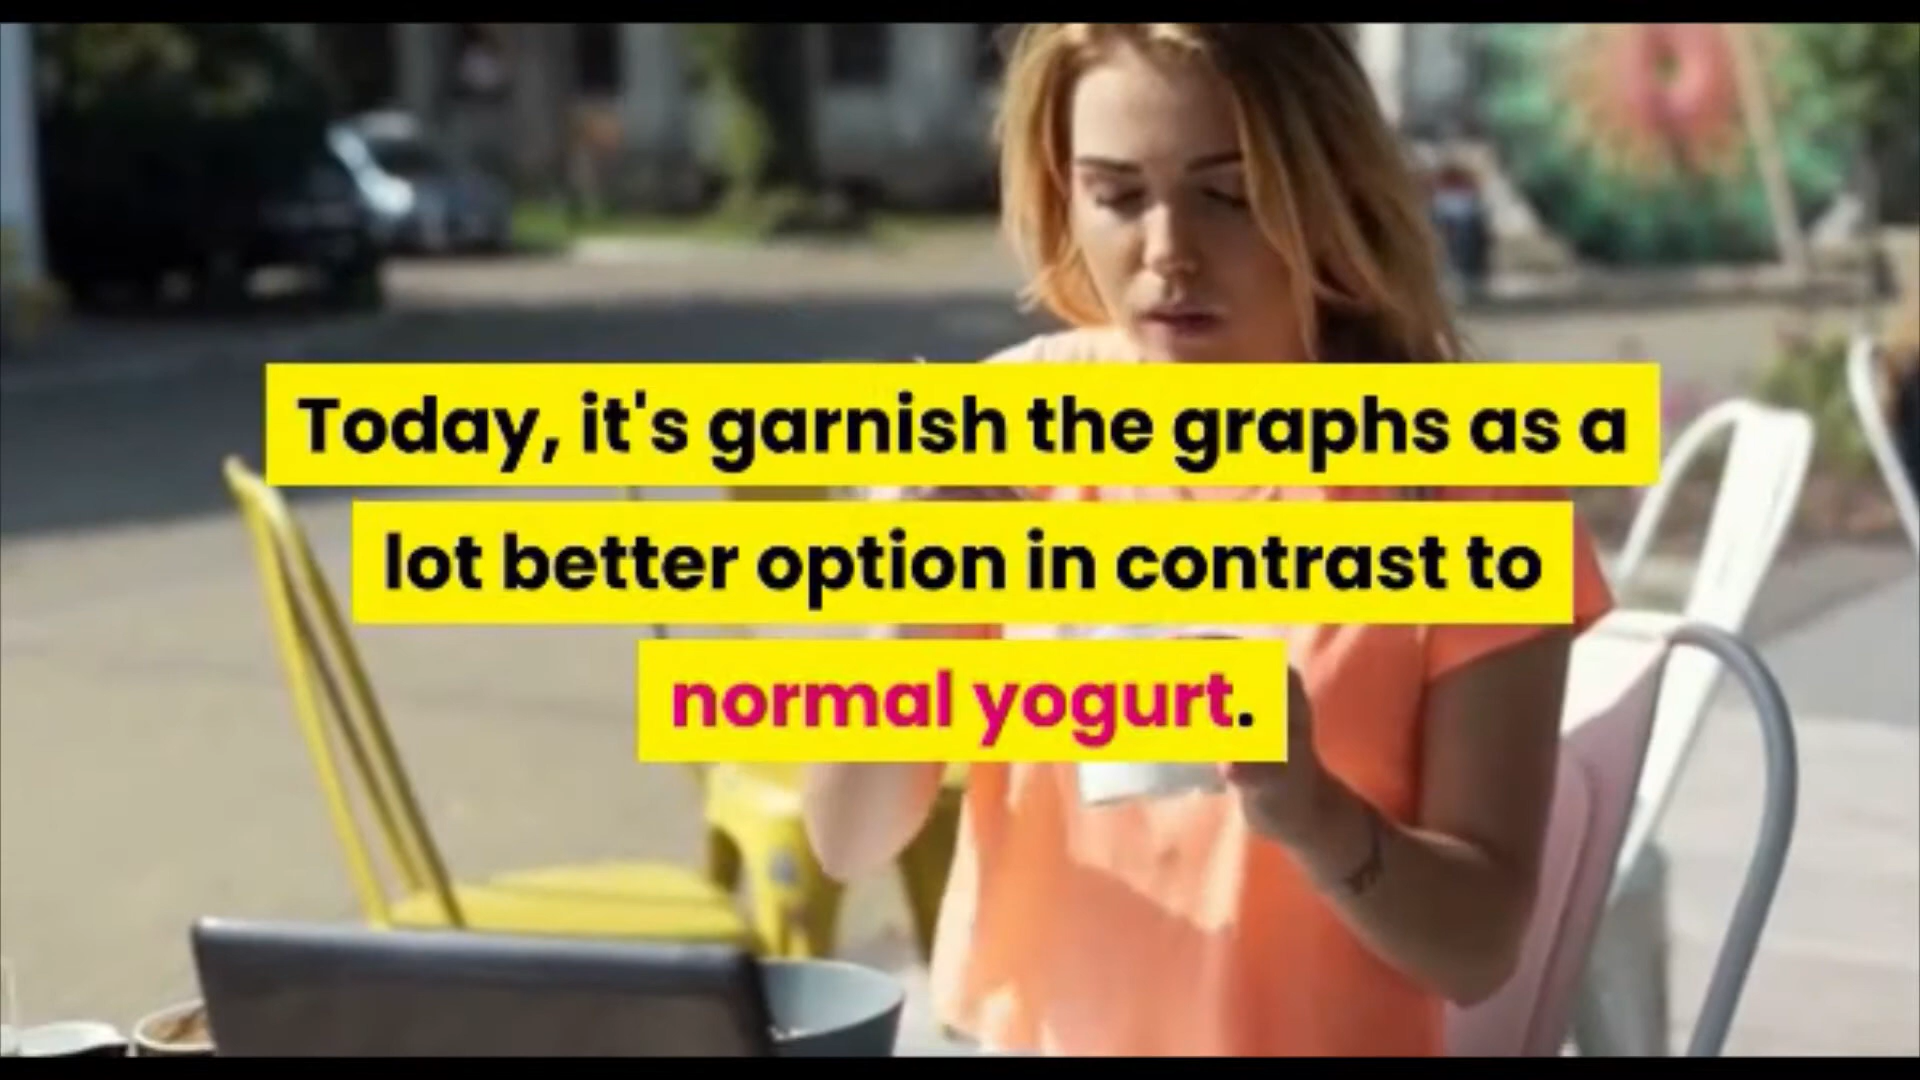 Today, it's garnish the graphs as a
lot better option in contrast to
normal yogurt.